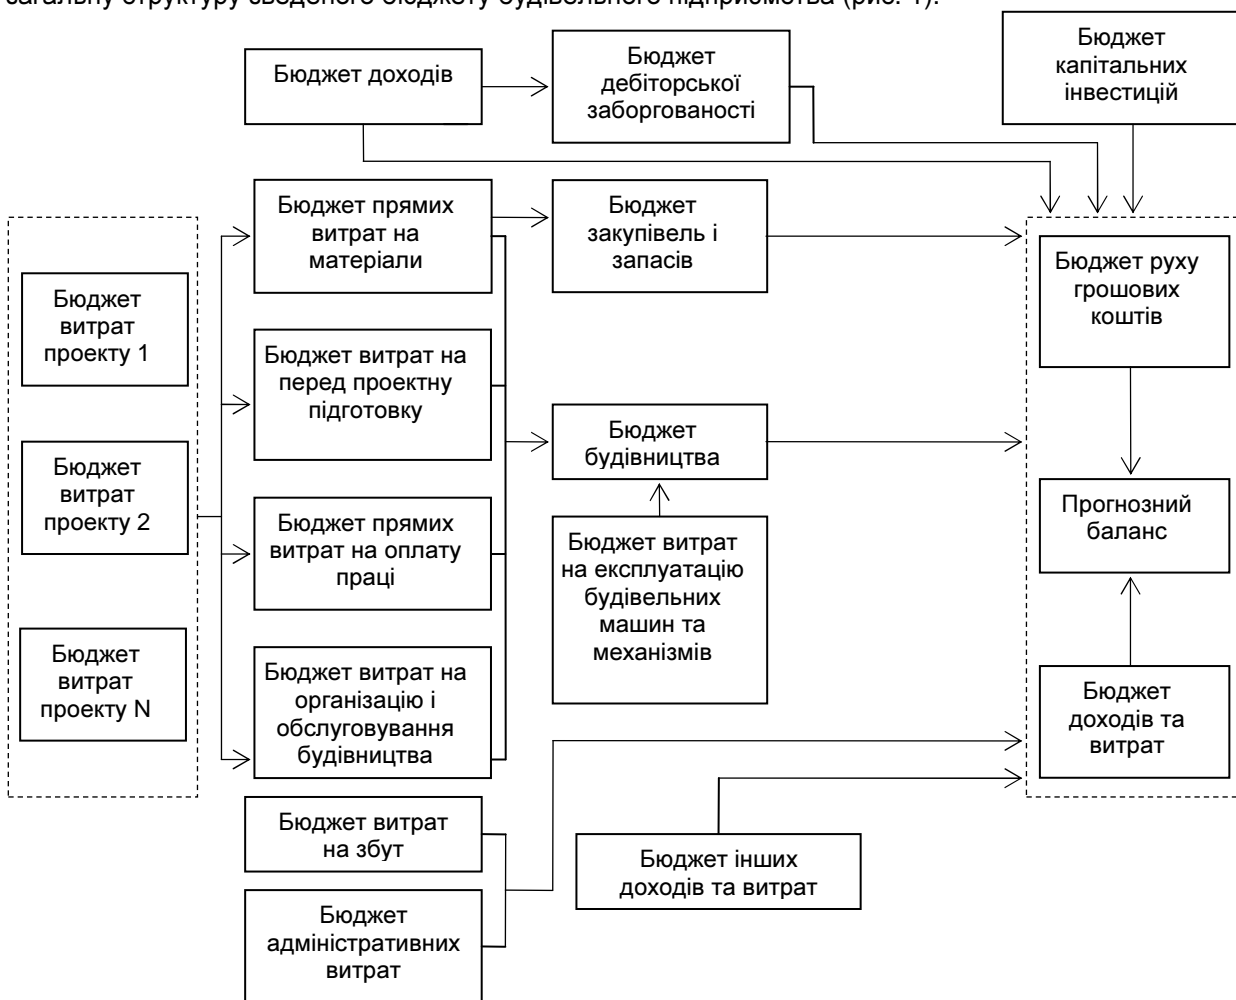 загальну структуру зведеного бюджету будівельного підприємства (рис. 1).
Бюджет доходів
Бюджет
дебіторської
заборгованості
Бюджет
капітальних
інвестицій
Бюджет прямих
витрат на
матеріали
Бюджет
закупівель і
запасів
Бюджет руху
грошових
коштів
Бюджет
витрат
проекту 1
Бюджет витрат на
перед проектну
підготовку
Бюджет
будівництва
Бюджет
витрат
проекту 2
Бюджет прямих
витрат на оплату
праці
Бюджет витрат
на експлуатацію
будівельних
машин та
механізмів
Прогнозний
баланс
Бюджет
витрат
проекту N
Бюджет витрат на
організацію і
обслуговування
будівництва
Бюджет
доходів та
витрат
Бюджет витрат
на збут
Бюджет інших
доходів та витрат
Бюджет
адміністративних
витрат